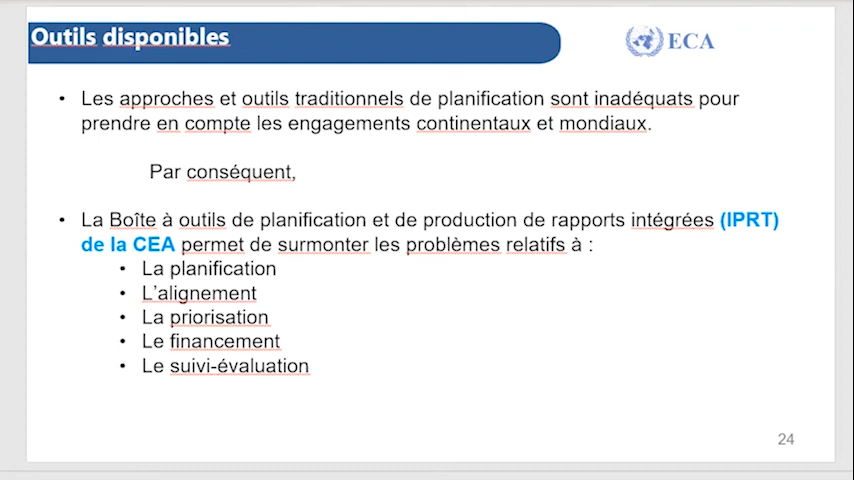 Outils disponibles
ECA
• Les approches et outils traditionnels de planification sont inadéquats pour
prendre en compte les engagements continentaux et mondiaux.
Par conséquent,
• La Boîte à outils de planification et de production de rapports intégrées (IPRT)
de la CEA permet de surmonter les problèmes relatifs à :
• La planification
• L'alignement
• La priorisation
• Le financement
• Le suivi-évaluation
24